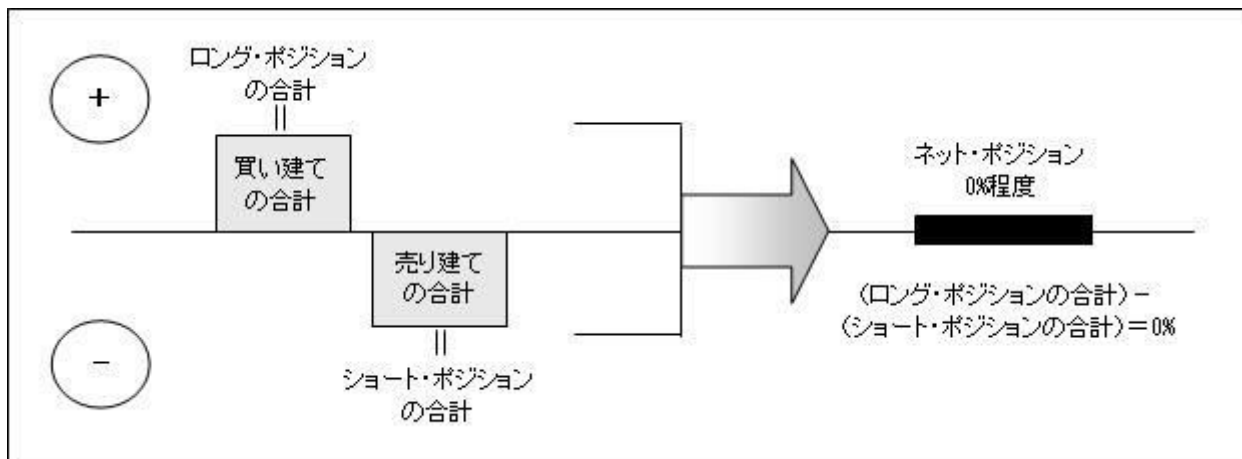 +
ロング・ポジション
の合計
||
買い建て
の合計
売り建て
の合計
||
ショート・ポジション
の合計
-
ネット・ポジション
0%程度
(ロング・ポジションの合計)-
(ショート・ポジションの合計)=0%